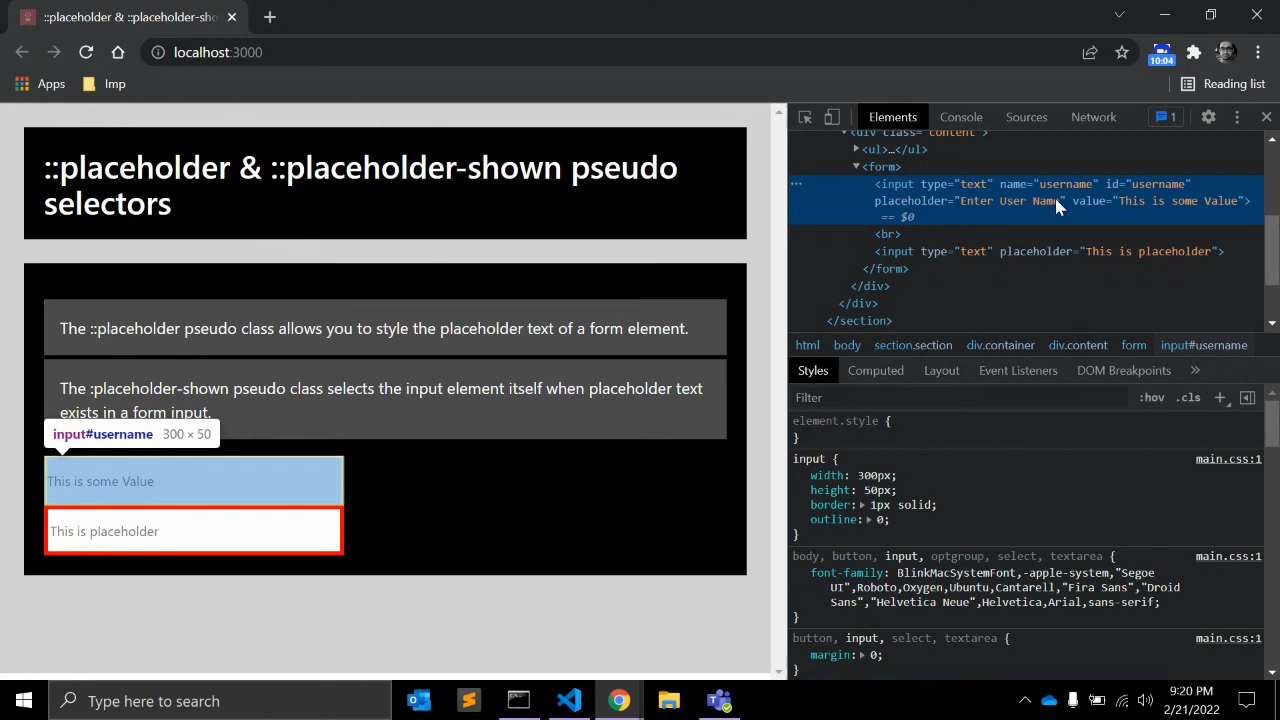 ::placeholder & ::placeholder-sho
localhost:3000
10:04
Apps
Imp
Reading list
::placeholder & ::placeholder-shown pseudo
selectors
The ::placeholder pseudo class allows you to style the placeholder text of a form element.
The :placeholder-shown pseudo class selects the input element itself when placeholder text
exists in a form input.
input#username 300 × 50
This is some Value
This is placeholder
Elements Console Sources Network 1
<div class="content">
<ul>…</ul>
<form>
<input type="text" name="username" id="username"
placeholder="Enter User Name" value="This is some Value">
== $0
<br>
<input type="text" placeholder="This is placeholder">
</form>
</div>
</div>
</section>
html body section.section div.container div.content form input#username
Styles Computed Layout Event Listeners DOM Breakpoints »
Filter :hov .cls
element.style {
}
input { main.css:1
width: 300px;
height: 50px;
border: 1px solid;
outline: 0;
}
body, button, input, optgroup, select, textarea { main.css:1
font-family: BlinkMacSystemFont,-apple-system,"Segoe
UI",Roboto,Oxygen,Ubuntu,Cantarell,"Fira Sans","Droid
Sans","Helvetica Neue",Helvetica,Arial,sans-serif;
}
button, input, select, textarea { main.css:1
margin: 0;
}
Type here to search
9:20 PM
2/21/2022